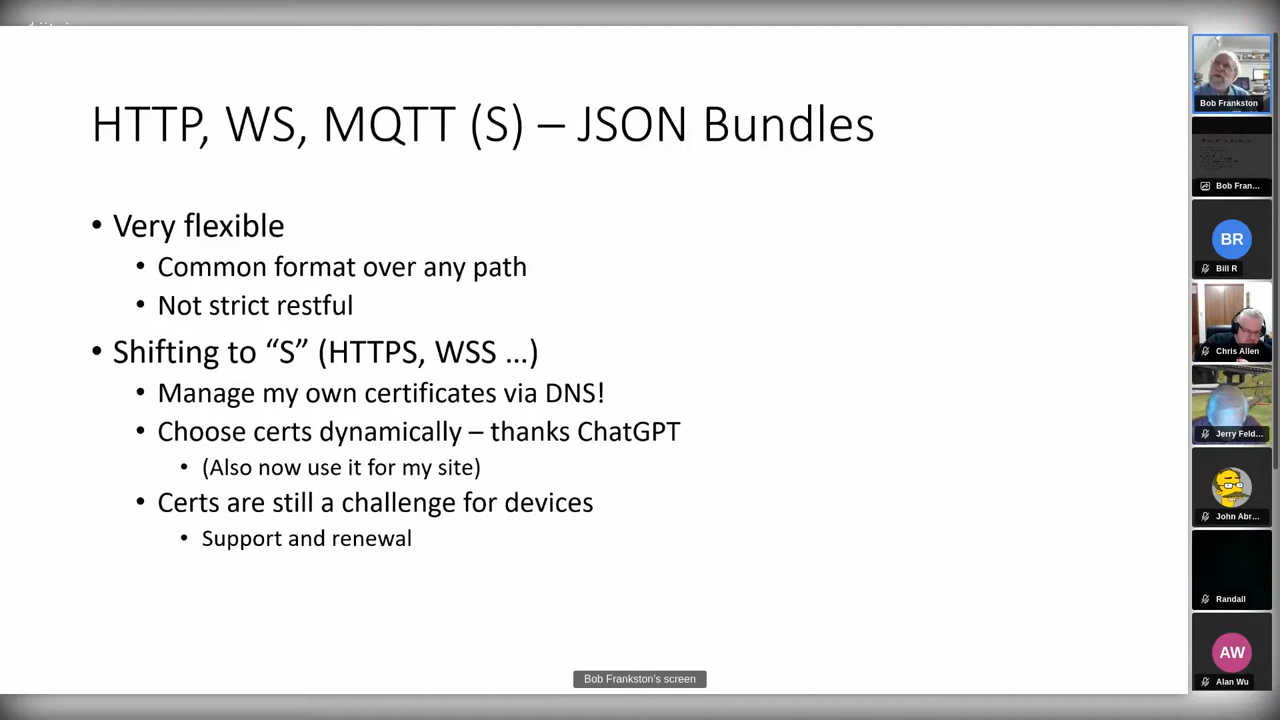 HTTP, WS, MQTT (S) – JSON Bundles
• Very flexible
• Common format over any path
• Not strict restful
• Shifting to “S” (HTTPS, WSS …)
• Manage my own certificates via DNS!
• Choose certs dynamically – thanks ChatGPT
• (Also now use it for my site)
• Certs are still a challenge for devices
• Support and renewal
Bob Frankston's screen
Bob Frankston
Bob Fran...
BR
Bill R
Chris Allen
Jerry Feld...
John Abr...
Randall
AW
Alan Wu